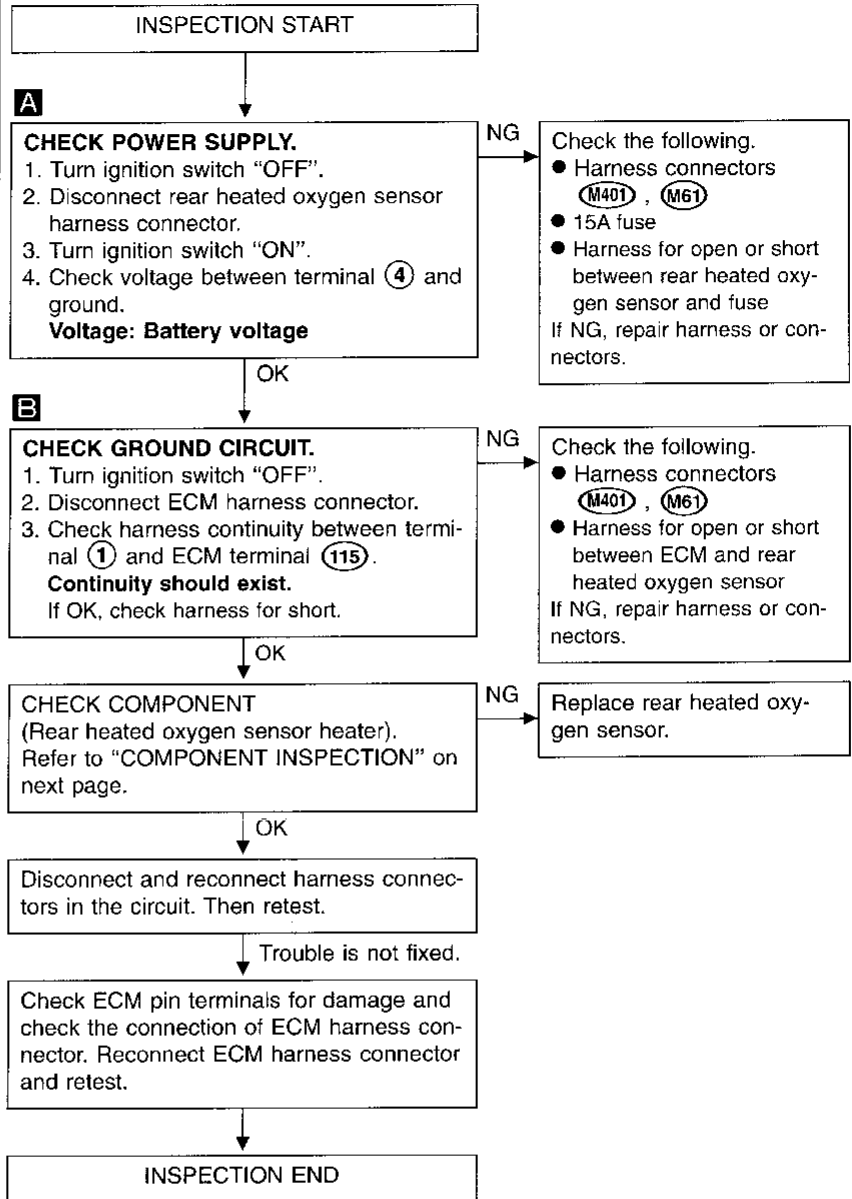 INSPECTION START
A
CHECK POWER SUPPLY.
1. Turn ignition switch “OFF”.
2. Disconnect rear heated oxygen sensor
harness connector.
3. Turn ignition switch “ON”.
4. Check voltage between terminal 4 and
ground.
Voltage: Battery voltage
NG
Check the following.
● Harness connectors
M401 , M61
● 15A fuse
● Harness for open or short
between rear heated oxy-
gen sensor and fuse
If NG, repair harness or con-
nectors.
OK
B
CHECK GROUND CIRCUIT.
1. Turn ignition switch “OFF”.
2. Disconnect ECM harness connector.
3. Check harness continuity between termi-
nal 1 and ECM terminal 115.
Continuity should exist.
If OK, check harness for short.
NG
Check the following.
● Harness connectors
M401 , M61
● Harness for open or short
between ECM and rear
heated oxygen sensor
If NG, repair harness or con-
nectors.
OK
CHECK COMPONENT
(Rear heated oxygen sensor heater).
Refer to “COMPONENT INSPECTION” on
next page.
NG
Replace rear heated oxy-
gen sensor.
OK
Disconnect and reconnect harness connec-
tors in the circuit. Then retest.
Trouble is not fixed.
Check ECM pin terminals for damage and
check the connection of ECM harness con-
nector. Reconnect ECM harness connector
and retest.
INSPECTION END